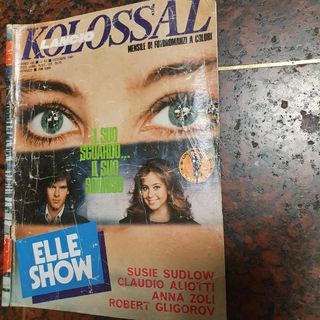 KOLOSSAL
LANCIO
MENSILE DI FOTOROMANZI A COLORI
IL SUO
SGUARDO...
IL SUO
SORRISO
ELLE
SHOW
SUSIE SUDLOW
CLAUDIO ALIOTTI
ANNA ZOLI
ROBERT GLIGOROV